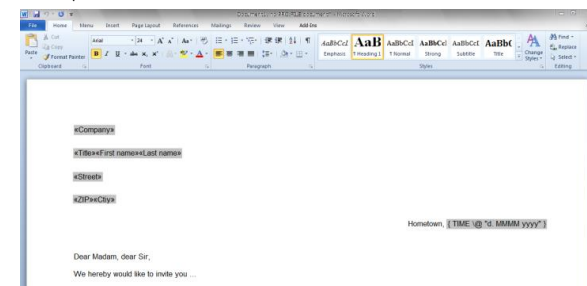 File Home Menu Insert Page Layout References Mailings Review View Add-Ins
Cut
Copy
Paste Format Painter
Clipboard
Arial 24
Font
Paragraph
AaBbCcI AaB AaBbCcI AaBbCcI AaBbCcI AaBb(
Emphasis ¶ Heading 1 ¶ Normal Strong Subtitle Title
Change Styles
Styles
Find
Replace
Select
Editing
«Company»
«Title»«First name»«Last name»
«Street»
«ZIP»«Ctiy»
Hometown, { TIME \@ "d. MMMM yyyy" }
Dear Madam, dear Sir,
We hereby would like to invite you ...